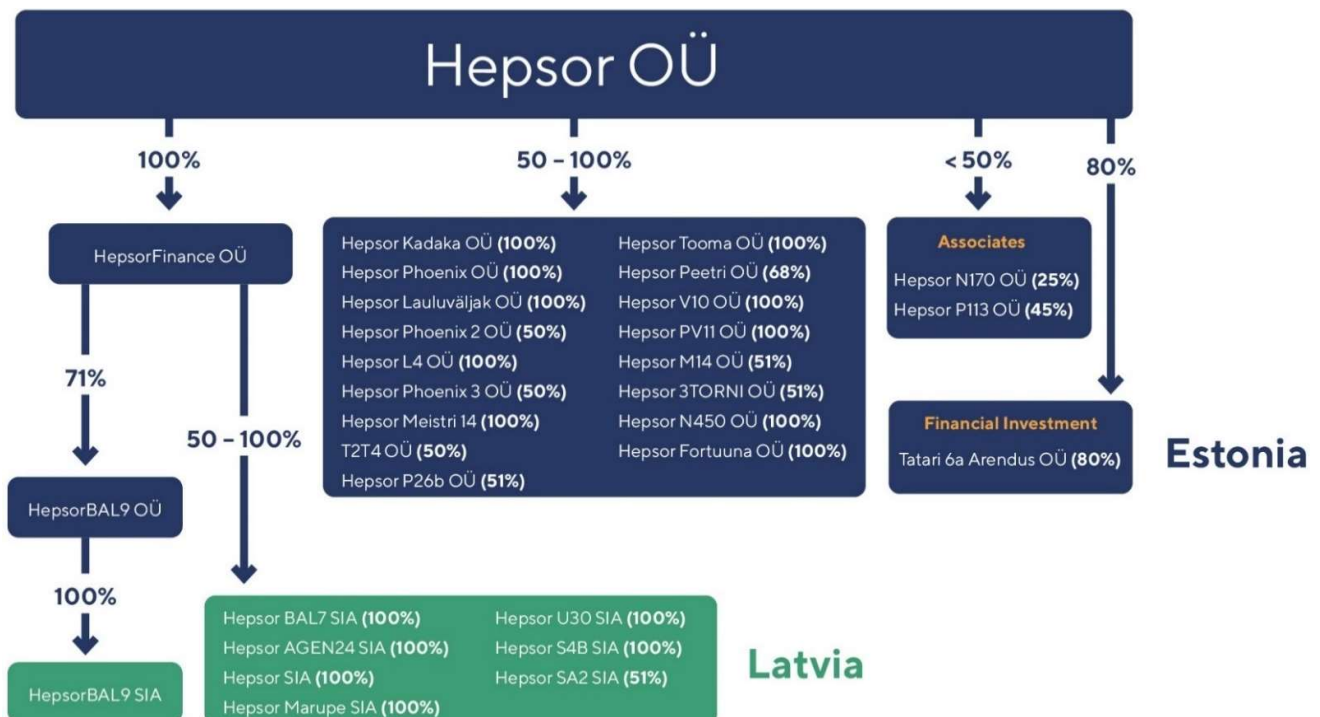 Hepsor OÜ
100%
50 – 100%
< 50%
80%
HepsorFinance OÜ
Hepsor Kadaka OÜ (100%)
Hepsor Phoenix OÜ (100%)
Hepsor Lauluväljak OÜ (100%)
Hepsor Phoenix 2 OÜ (50%)
Hepsor L4 OÜ (100%)
Hepsor Phoenix 3 OÜ (50%)
Hepsor Meistri 14 (100%)
T2T4 OÜ (50%)
Hepsor P26b OÜ (51%)
Hepsor Tooma OÜ (100%)
Hepsor Peetri OÜ (68%)
Hepsor V10 OÜ (100%)
Hepsor PV11 OÜ (100%)
Hepsor M14 OÜ (51%)
Hepsor 3TORNI OÜ (51%)
Hepsor N450 OÜ (100%)
Hepsor Fortuuna OÜ (100%)
Associates
Hepsor N170 OÜ (25%)
Hepsor P113 OÜ (45%)
Financial Investment
Tatari 6a Arendus OÜ (80%)
Estonia
71%
50 – 100%
HepsorBAL9 OÜ
100%
HepsorBAL9 SIA
Hepsor BAL7 SIA (100%)
Hepsor AGEN24 SIA (100%)
Hepsor SIA (100%)
Hepsor Marupe SIA (100%)
Hepsor U30 SIA (100%)
Hepsor S4B SIA (100%)
Hepsor SA2 SIA (51%)
Latvia